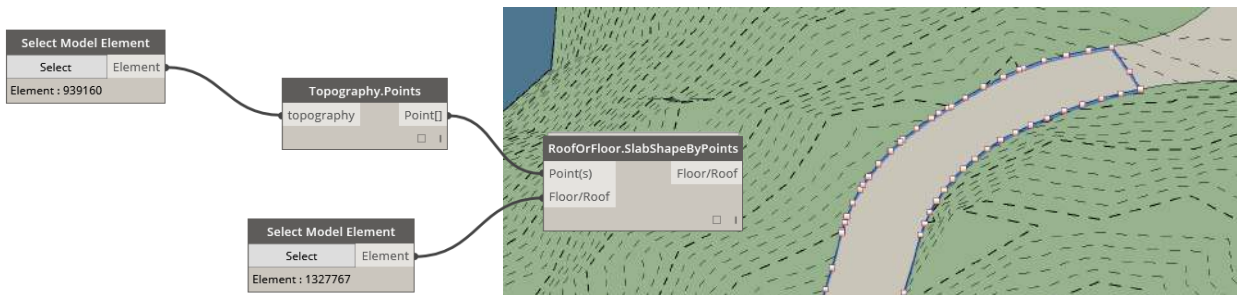 Select Model Element
Select
Element
Element : 939160
Topography.Points
topography
Point[]
RoofOrFloor.SlabShapeByPoints
Point(s)
Floor/Roof
Floor/Roof
Select Model Element
Select
Element
Element : 1327767